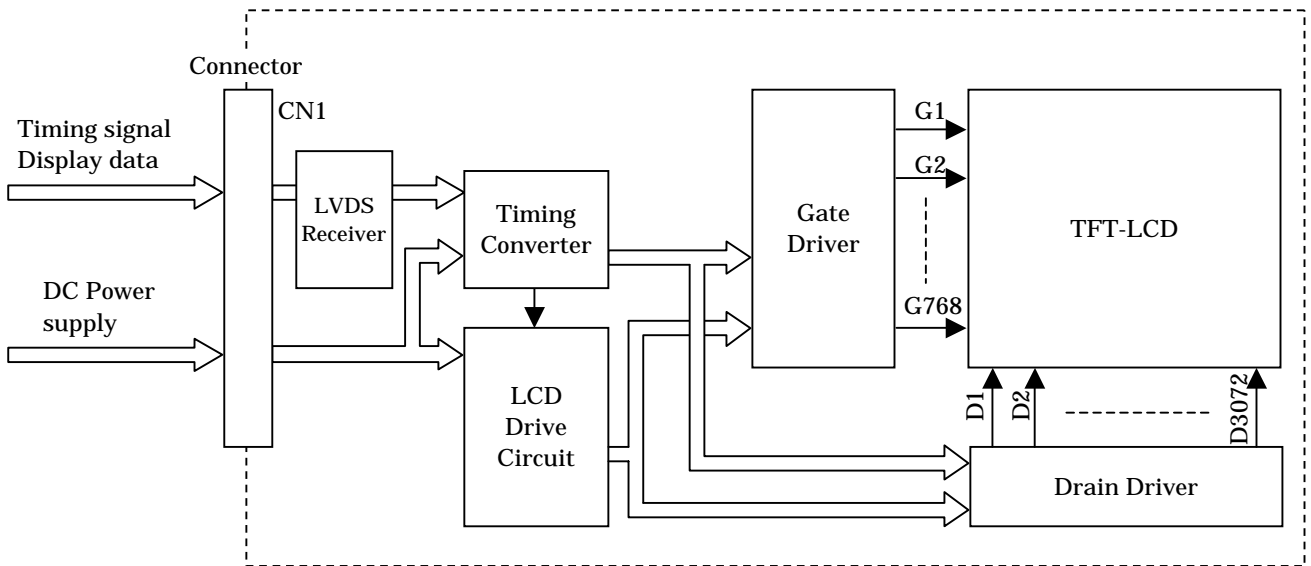 Connector
CN1
Timing signal
Display data
DC Power
supply
LVDS
Receiver
Timing
Converter
LCD
Drive
Circuit
Gate
Driver
G1
G2
G768
TFT-LCD
D1
D2
D3072
Drain Driver